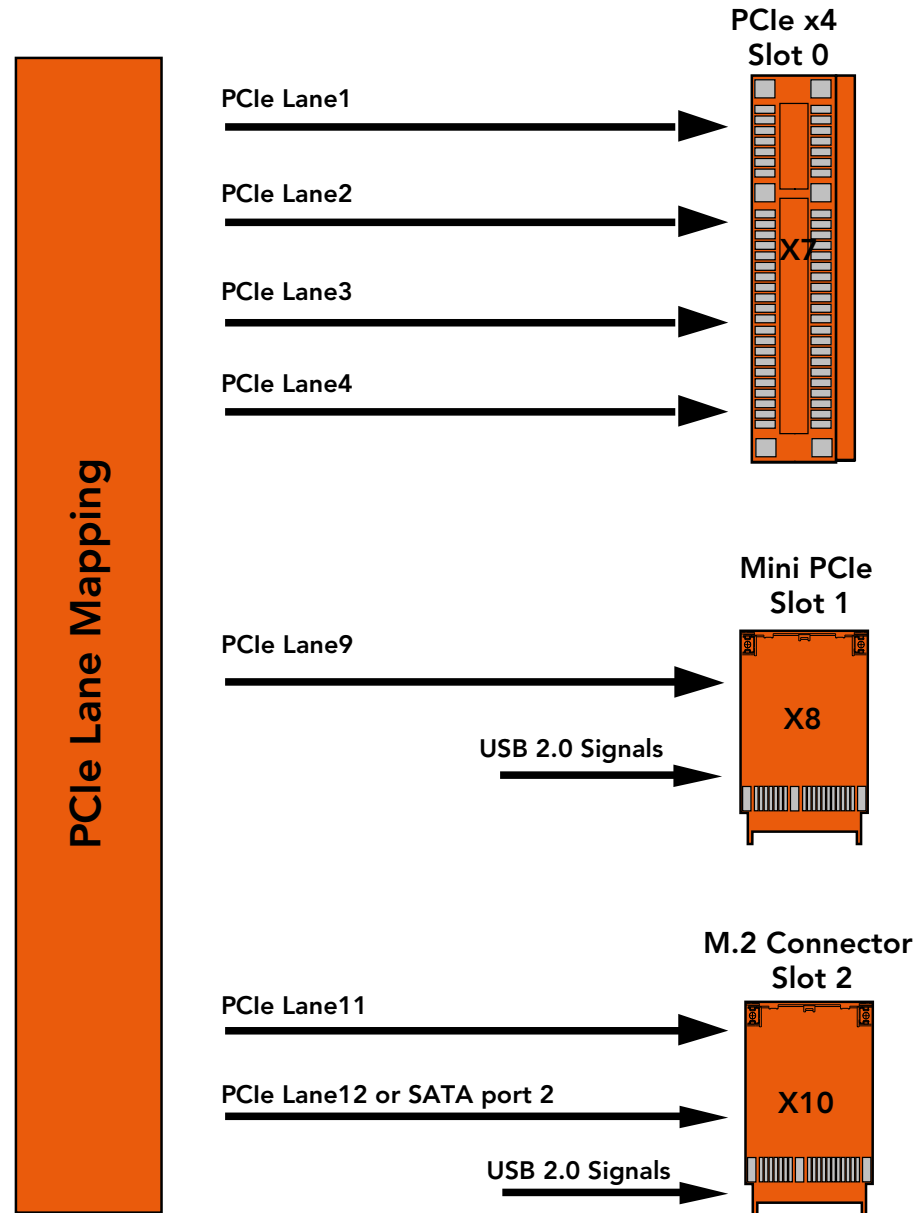 PCIe x4
Slot 0
PCIe Lane1
PCIe Lane2
X7
PCIe Lane3
PCIe Lane4
PCIe Lane Mapping
Mini PCIe
Slot 1
PCIe Lane9
X8
USB 2.0 Signals
M.2 Connector
Slot 2
PCIe Lane11
PCIe Lane12 or SATA port 2
X10
USB 2.0 Signals